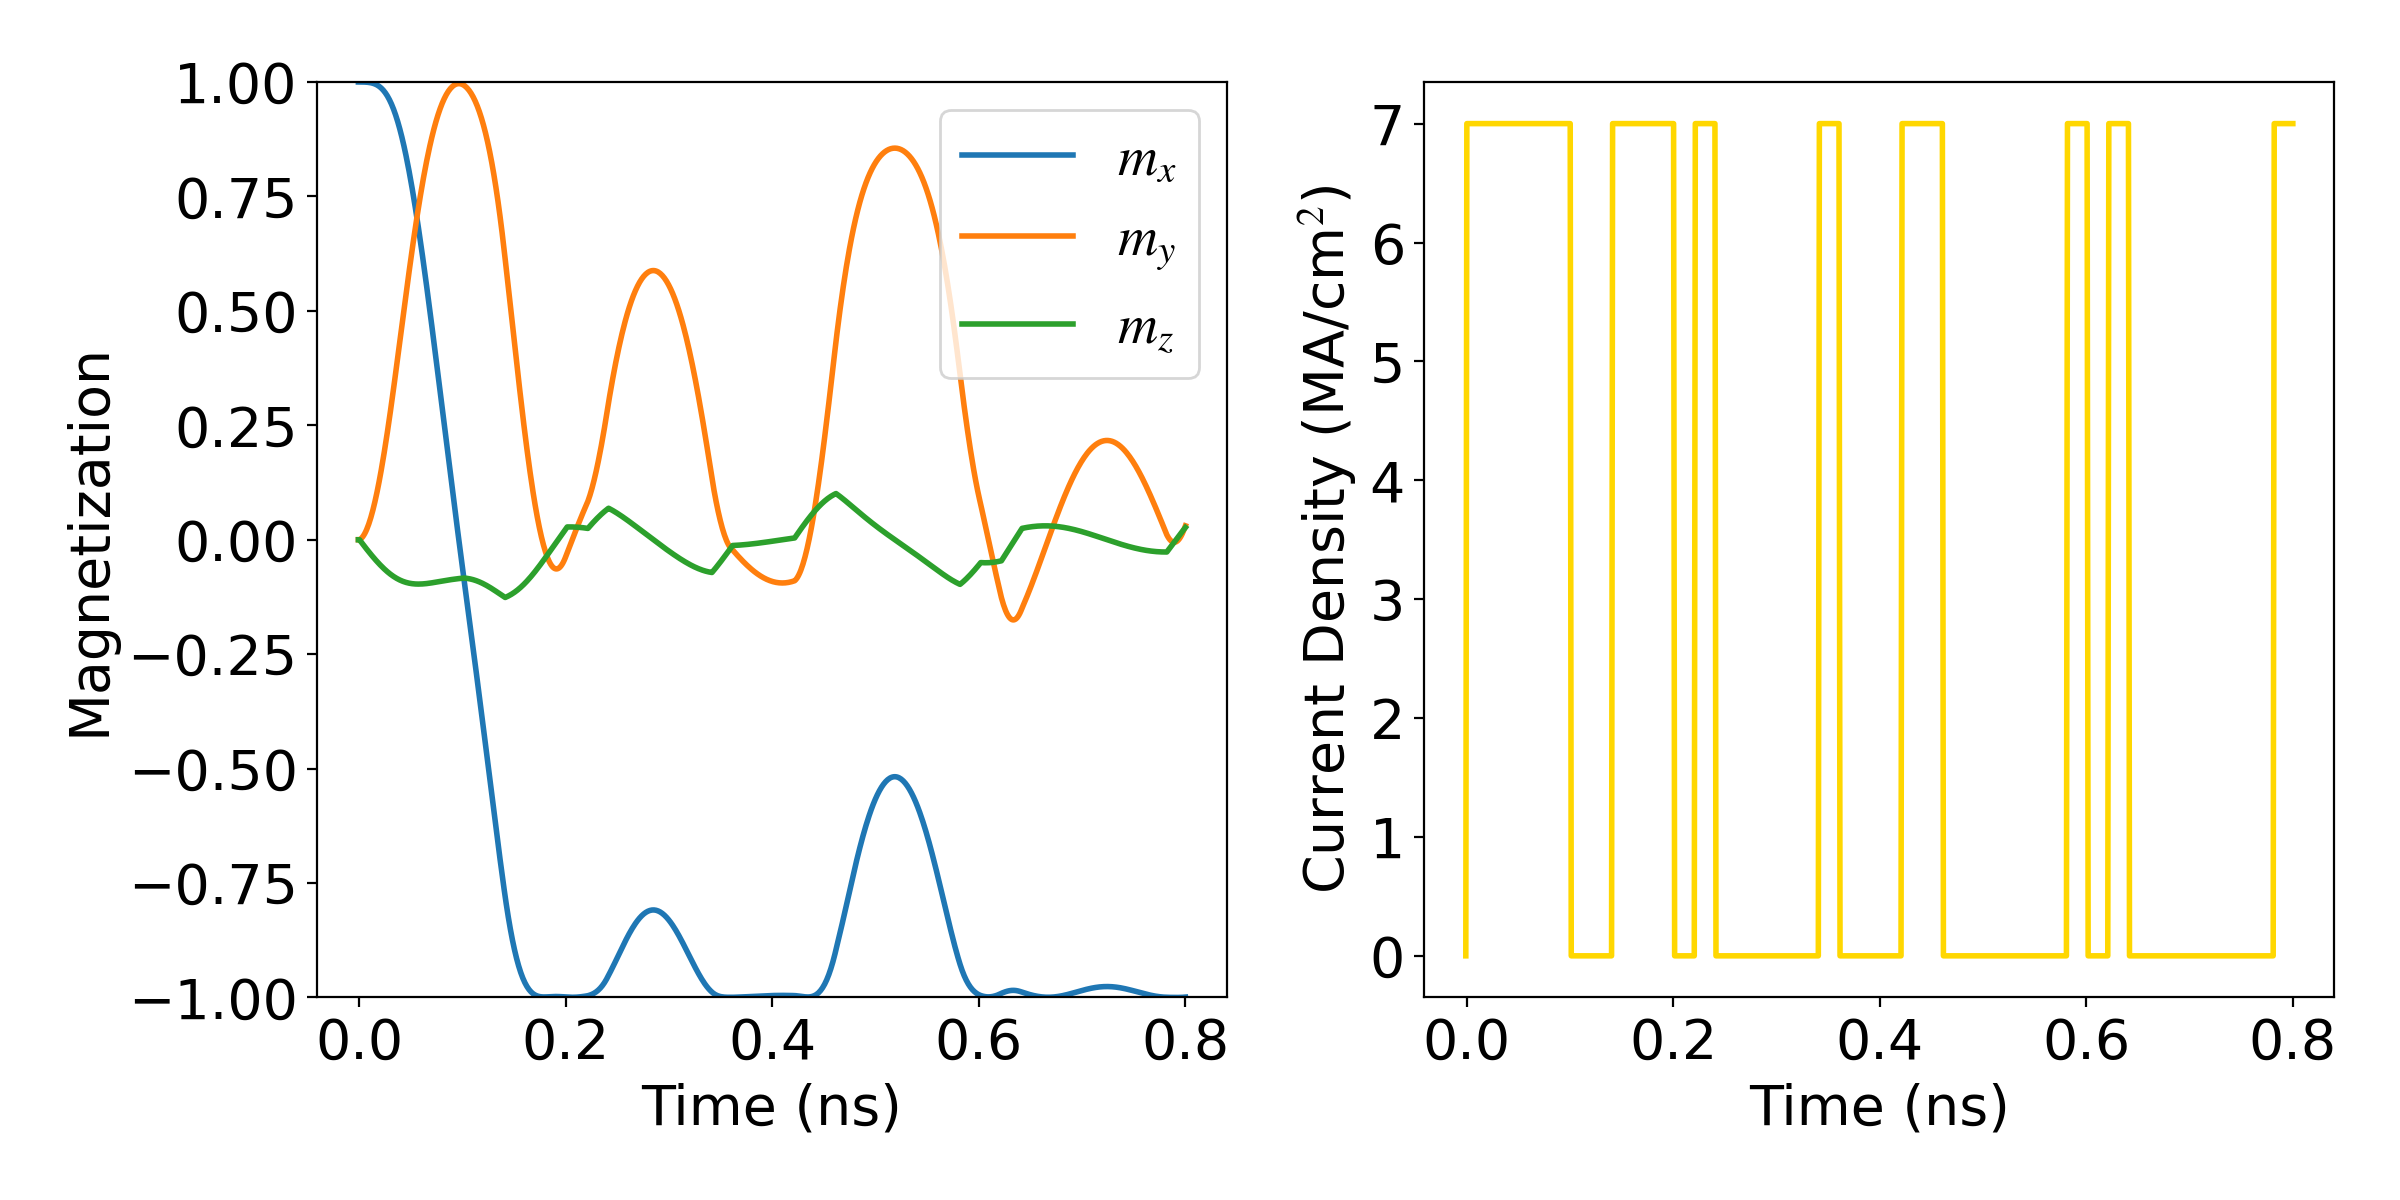 1.00
0.75
0.50
0.25
0.00
−0.25
−0.50
−0.75
−1.00
Magnetization
0.0 0.2 0.4 0.6 0.8
Time (ns)
mₓ
m_y
m_z
7
6
5
4
3
2
1
0
Current Density (MA/cm²)
0.0 0.2 0.4 0.6 0.8
Time (ns)